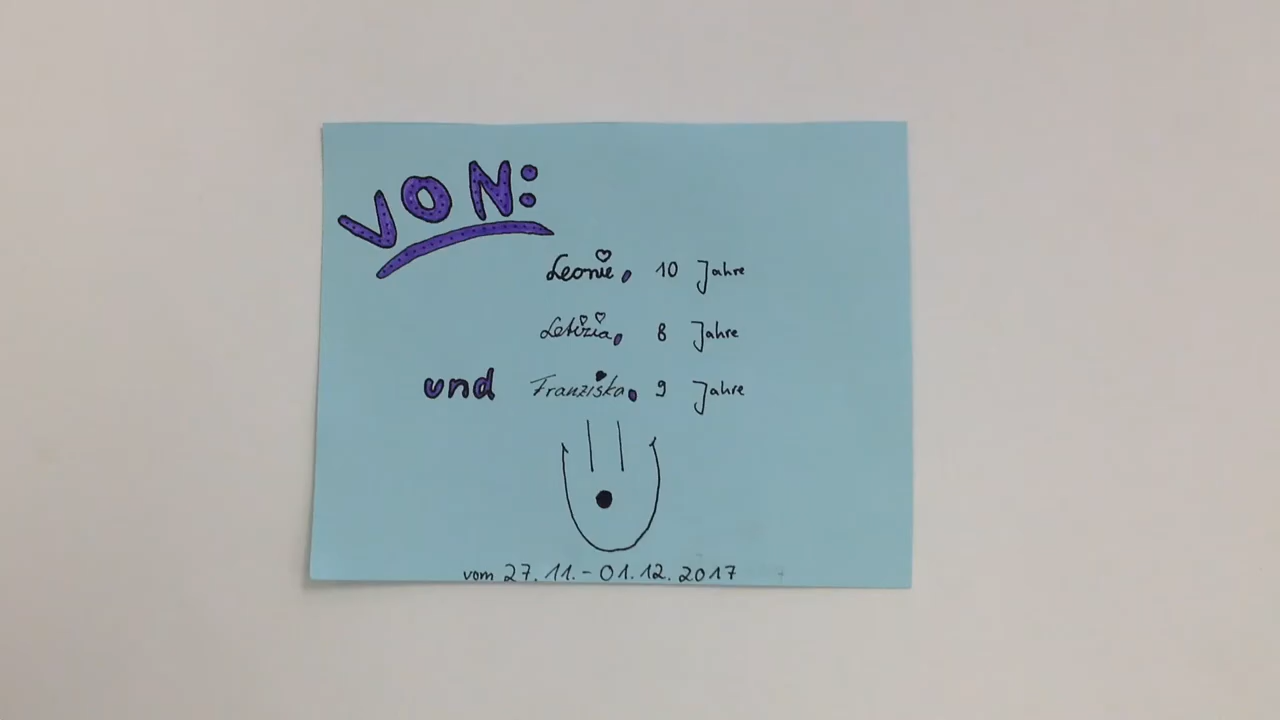 VON:
Leonie, 10 Jahre
Letizia, 8 Jahre
und Franziska, 9 Jahre
vom 27.11.-01.12.2017